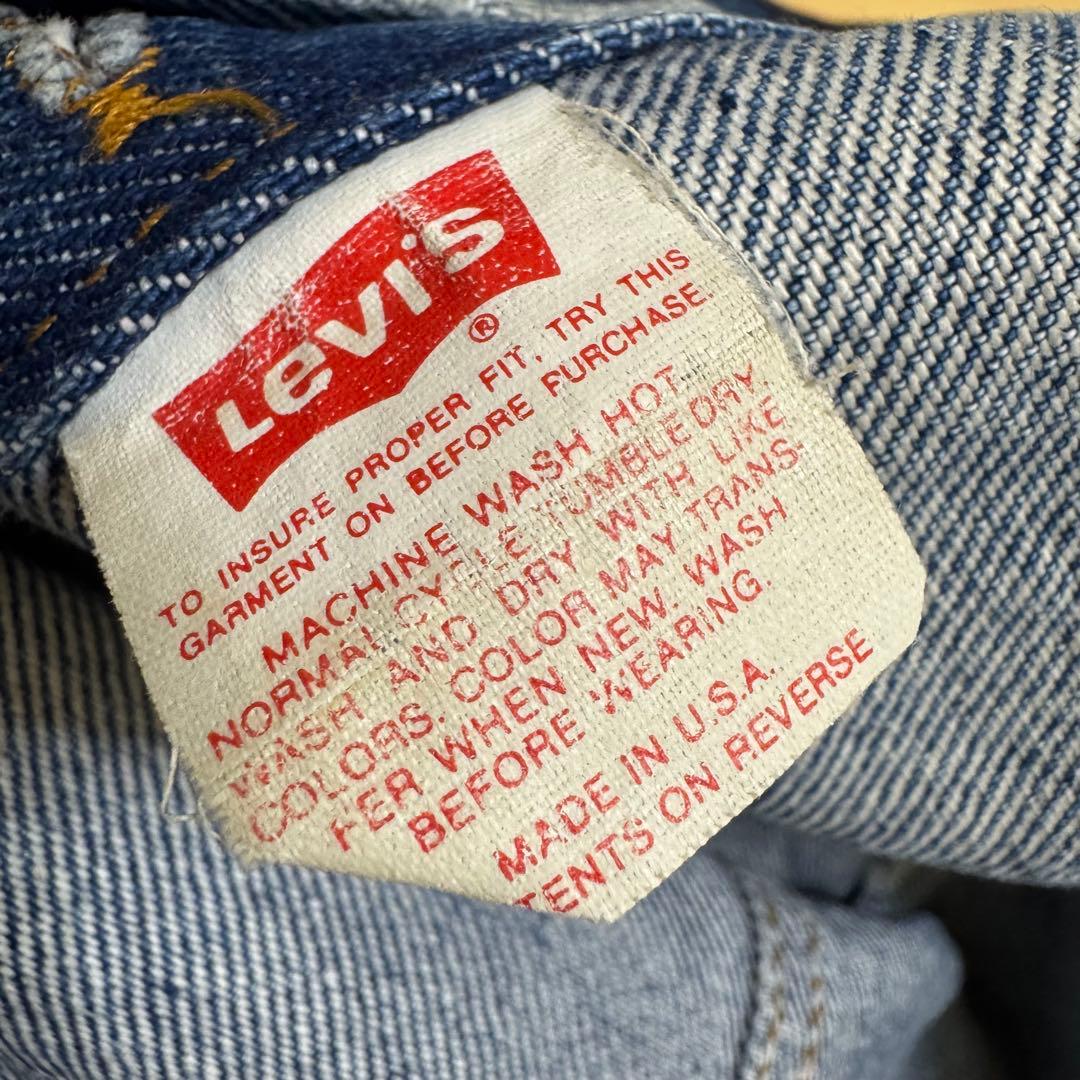 Levi's
®
TO INSURE PROPER FIT, TRY THIS
GARMENT ON BEFORE PURCHASE.
MACHINE WASH HOT
NORMAL CYCLE TUMBLE DRY.
WASH AND DRY WITH LIKE
COLORS. COLOR MAY TRANS-
FER WHEN NEW. WASH
BEFORE WEARING.
MADE IN U.S.A.
TENTS ON REVERSE